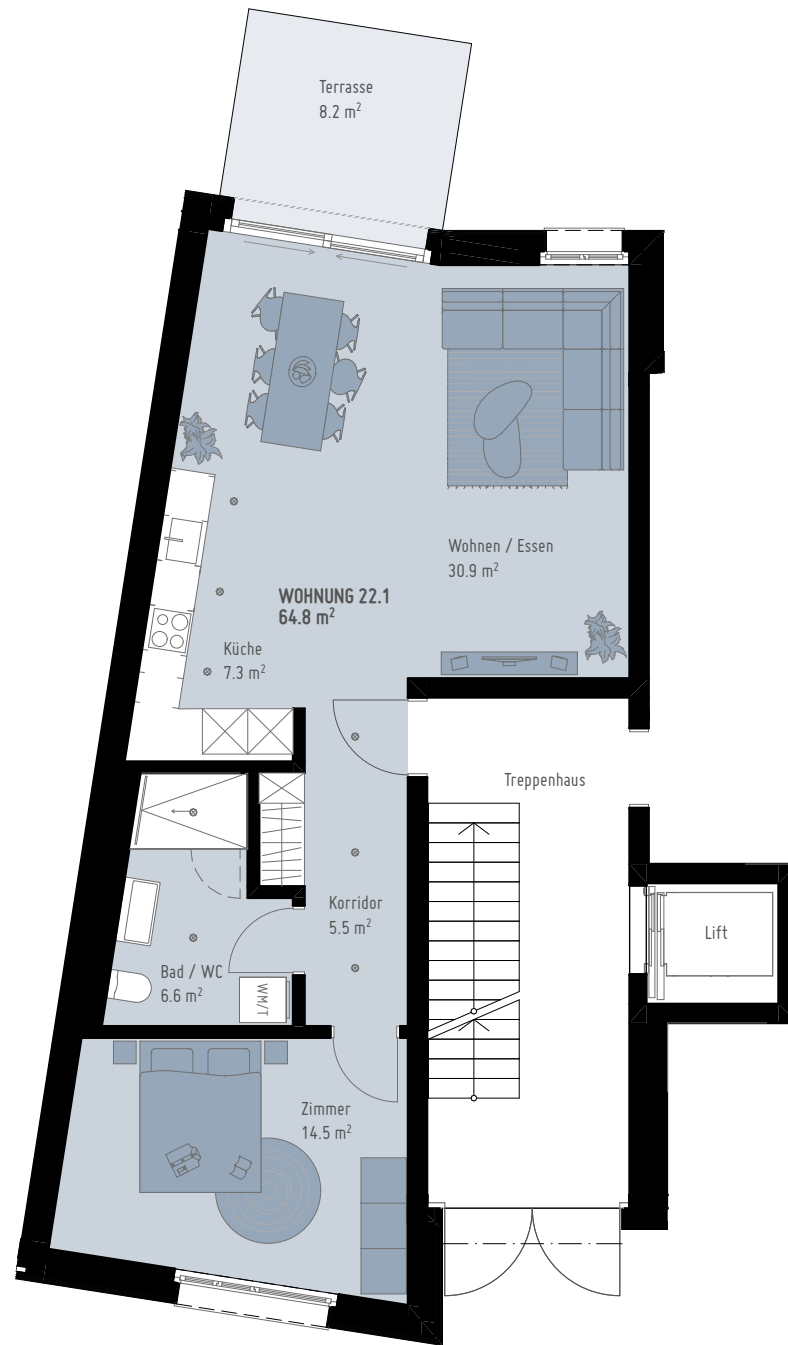 Terrasse
8.2 m²
Wohnen / Essen
30.9 m²
WOHNUNG 22.1
64.8 m²
Küche
7.3 m²
Treppenhaus
Korridor
5.5 m²
Lift
Bad / WC
6.6 m²
WM/T
Zimmer
14.5 m²